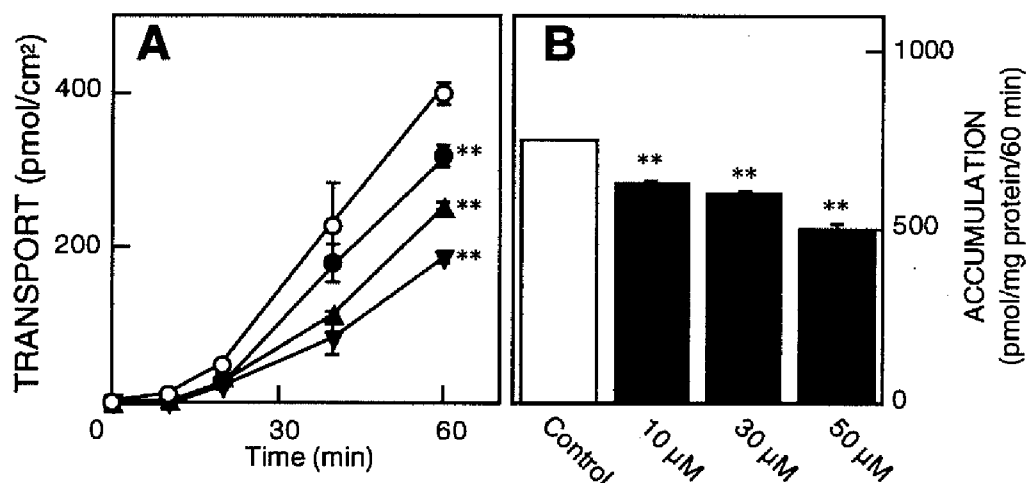 A
B
TRANSPORT (pmol/cm²)
400
200
0
30
60
Time (min)
**
**
**
**
**
**
Control
10 µM
30 µM
50 µM
1000
500
0
ACCUMULATION
(pmol/mg protein/60 min)